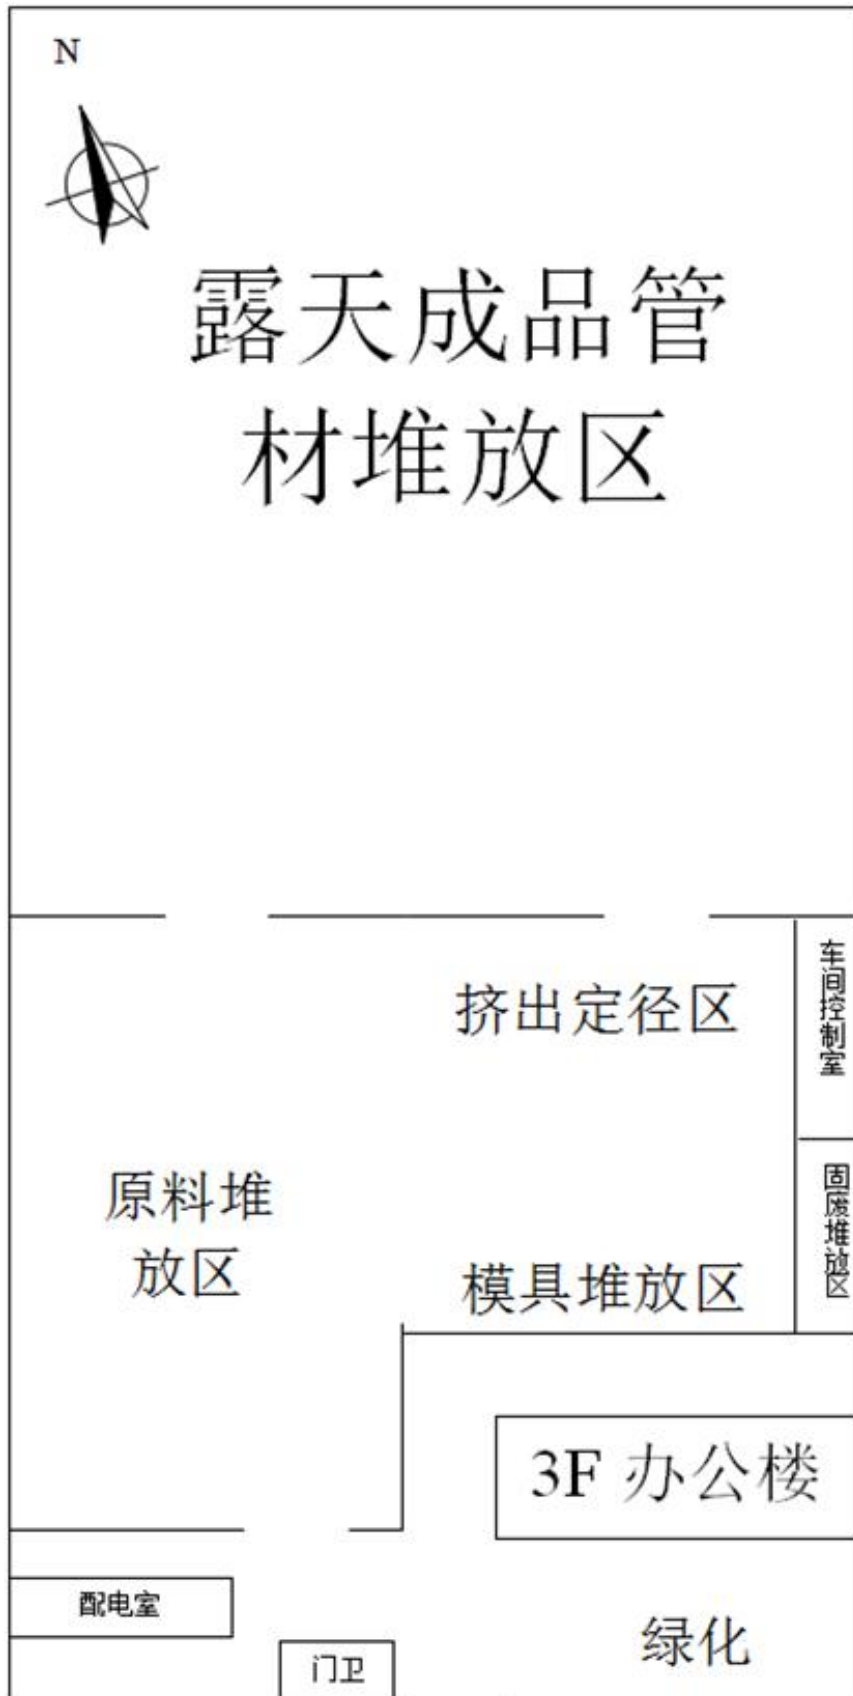 N
露天成品管
材堆放区
挤出定径区
车间控制室
原料堆
放区
固废堆放区
模具堆放区
3F 办公楼
配电室
绿化
门卫